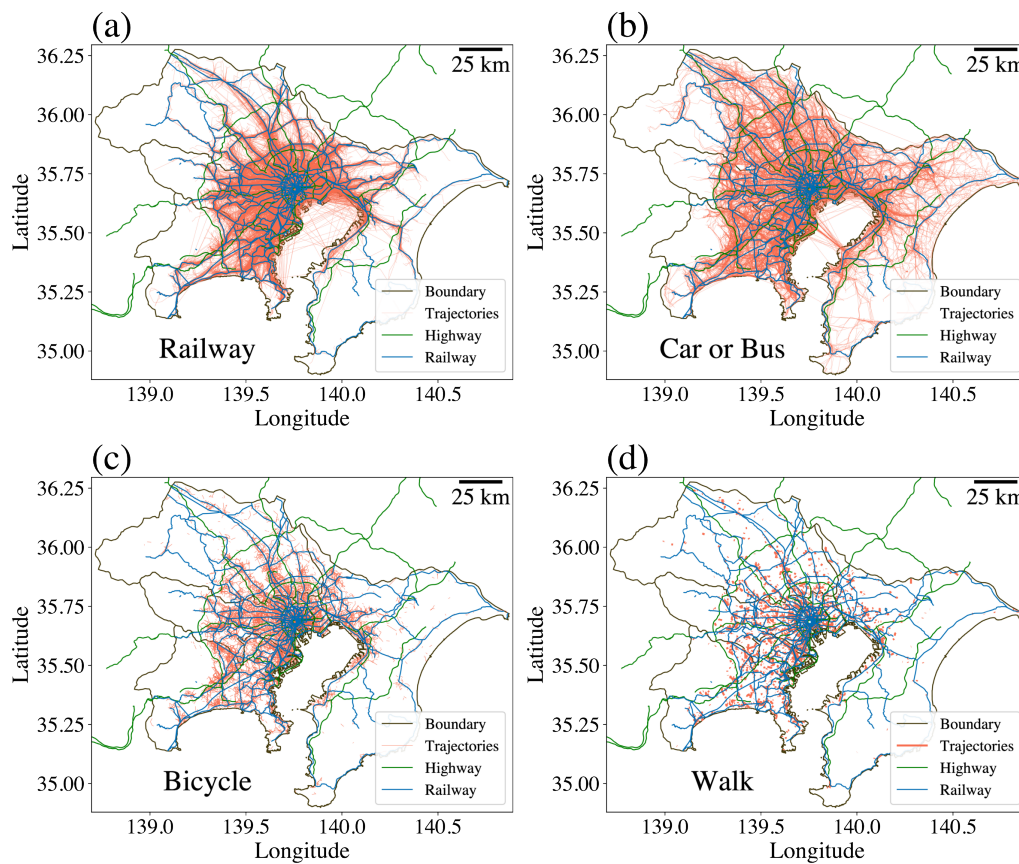 (a)
25 km
36.25
36.00
35.75
35.50
35.25
35.00
Latitude
Boundary
Trajectories
Highway
Railway
Railway
139.0
139.5
140.0
140.5
Longitude
(b)
25 km
36.25
36.00
35.75
35.50
35.25
35.00
Latitude
Boundary
Trajectories
Highway
Railway
Car or Bus
139.0
139.5
140.0
140.5
Longitude
(c)
25 km
36.25
36.00
35.75
35.50
35.25
35.00
Latitude
Boundary
Trajectories
Highway
Railway
Bicycle
139.0
139.5
140.0
140.5
Longitude
(d)
25 km
36.25
36.00
35.75
35.50
35.25
35.00
Latitude
Boundary
Trajectories
Highway
Railway
Walk
139.0
139.5
140.0
140.5
Longitude